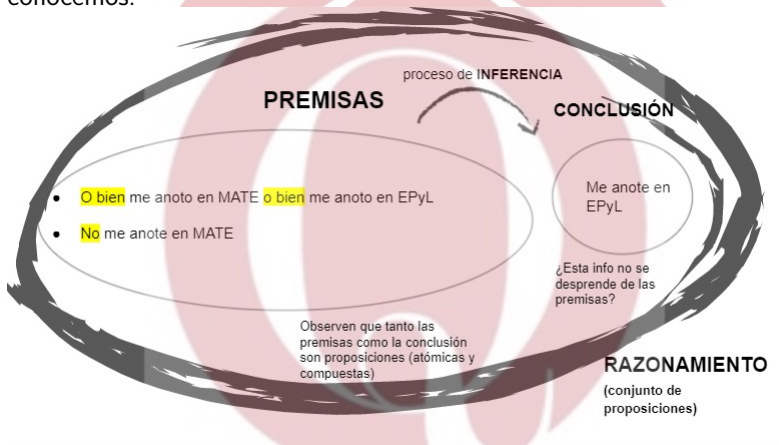 conocemos:
proceso de INFERENCIA
PREMISAS
CONCLUSIÓN
• O bien me anoto en MATE o bien me anoto en EPyL
• No me anote en MATE
Me anote en
EPyL
¿Esta info no se
desprende de las
premisas?
Observen que tanto las
premisas como la conclusión
son proposiciones (atómicas y
compuestas)
RAZONAMIENTO
(conjunto de
proposiciones)